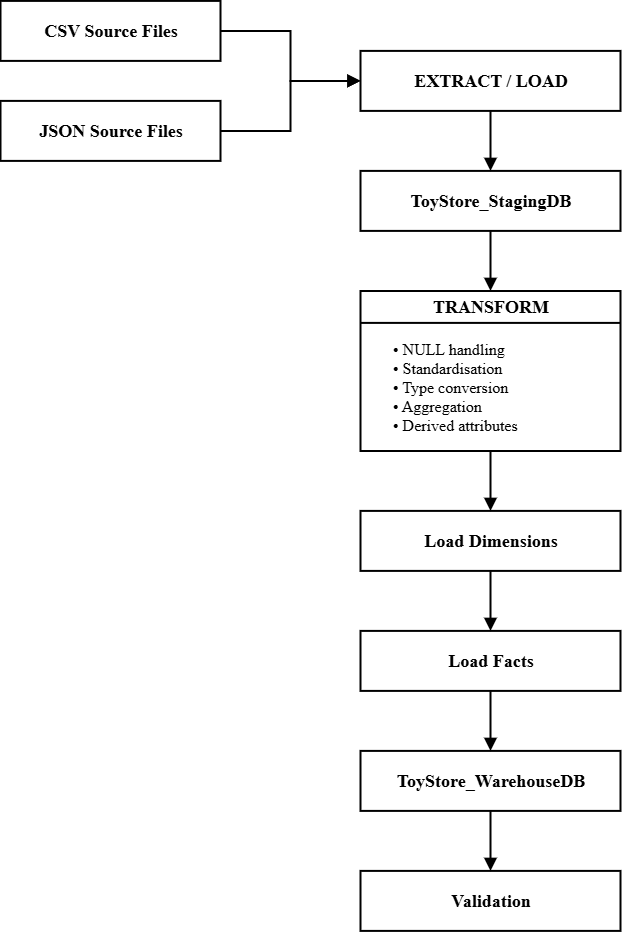 CSV Source Files
JSON Source Files
EXTRACT / LOAD
ToyStore_StagingDB
TRANSFORM
• NULL handling
• Standardisation
• Type conversion
• Aggregation
• Derived attributes
Load Dimensions
Load Facts
ToyStore_WarehouseDB
Validation